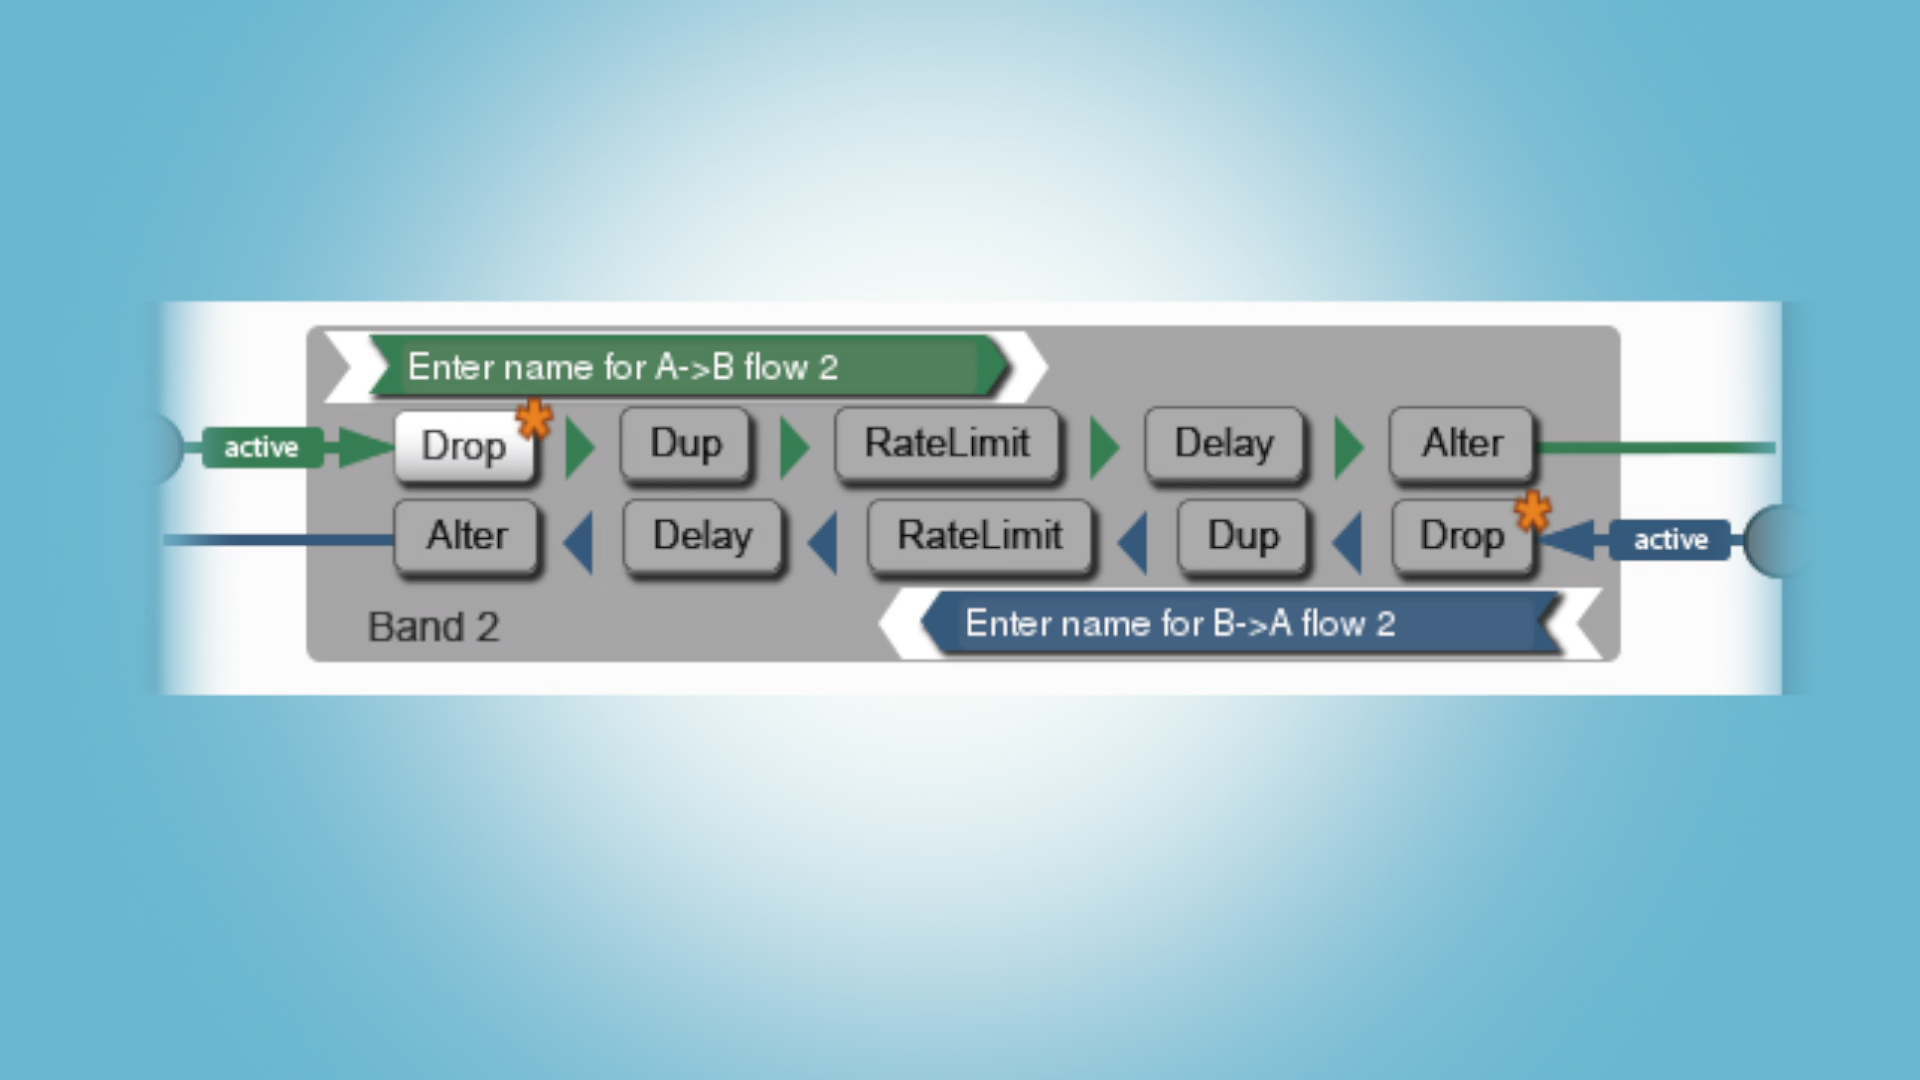 Enter name for A->B flow 2
active Drop* Dup RateLimit Delay Alter
Alter Delay RateLimit Dup Drop* active
Band 2 Enter name for B->A flow 2